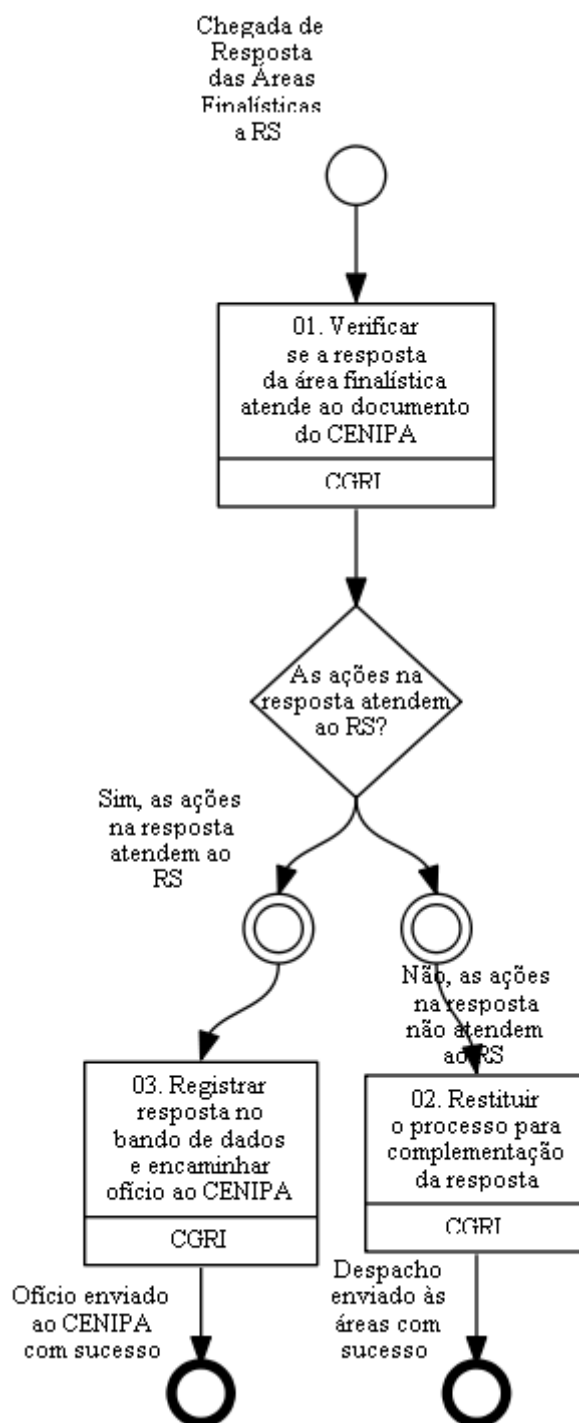 Chegada de
Resposta
das Áreas
Finalísticas
a RS
01. Verificar
se a resposta
da área finalística
atende ao documento
do CENIPA
CGRI
As ações na
resposta atendem
ao RS?
Sim, as ações
na resposta
atendem ao
RS
Não, as ações
na resposta
não atendem
ao RS
03. Registrar
resposta no
bando de dados
e encaminhar
ofício ao CENIPA
CGRI
02. Restituir
o processo para
complementação
da resposta
CGRI
Ofício enviado
ao CENIPA
com sucesso
Despacho
enviado às
áreas com
sucesso